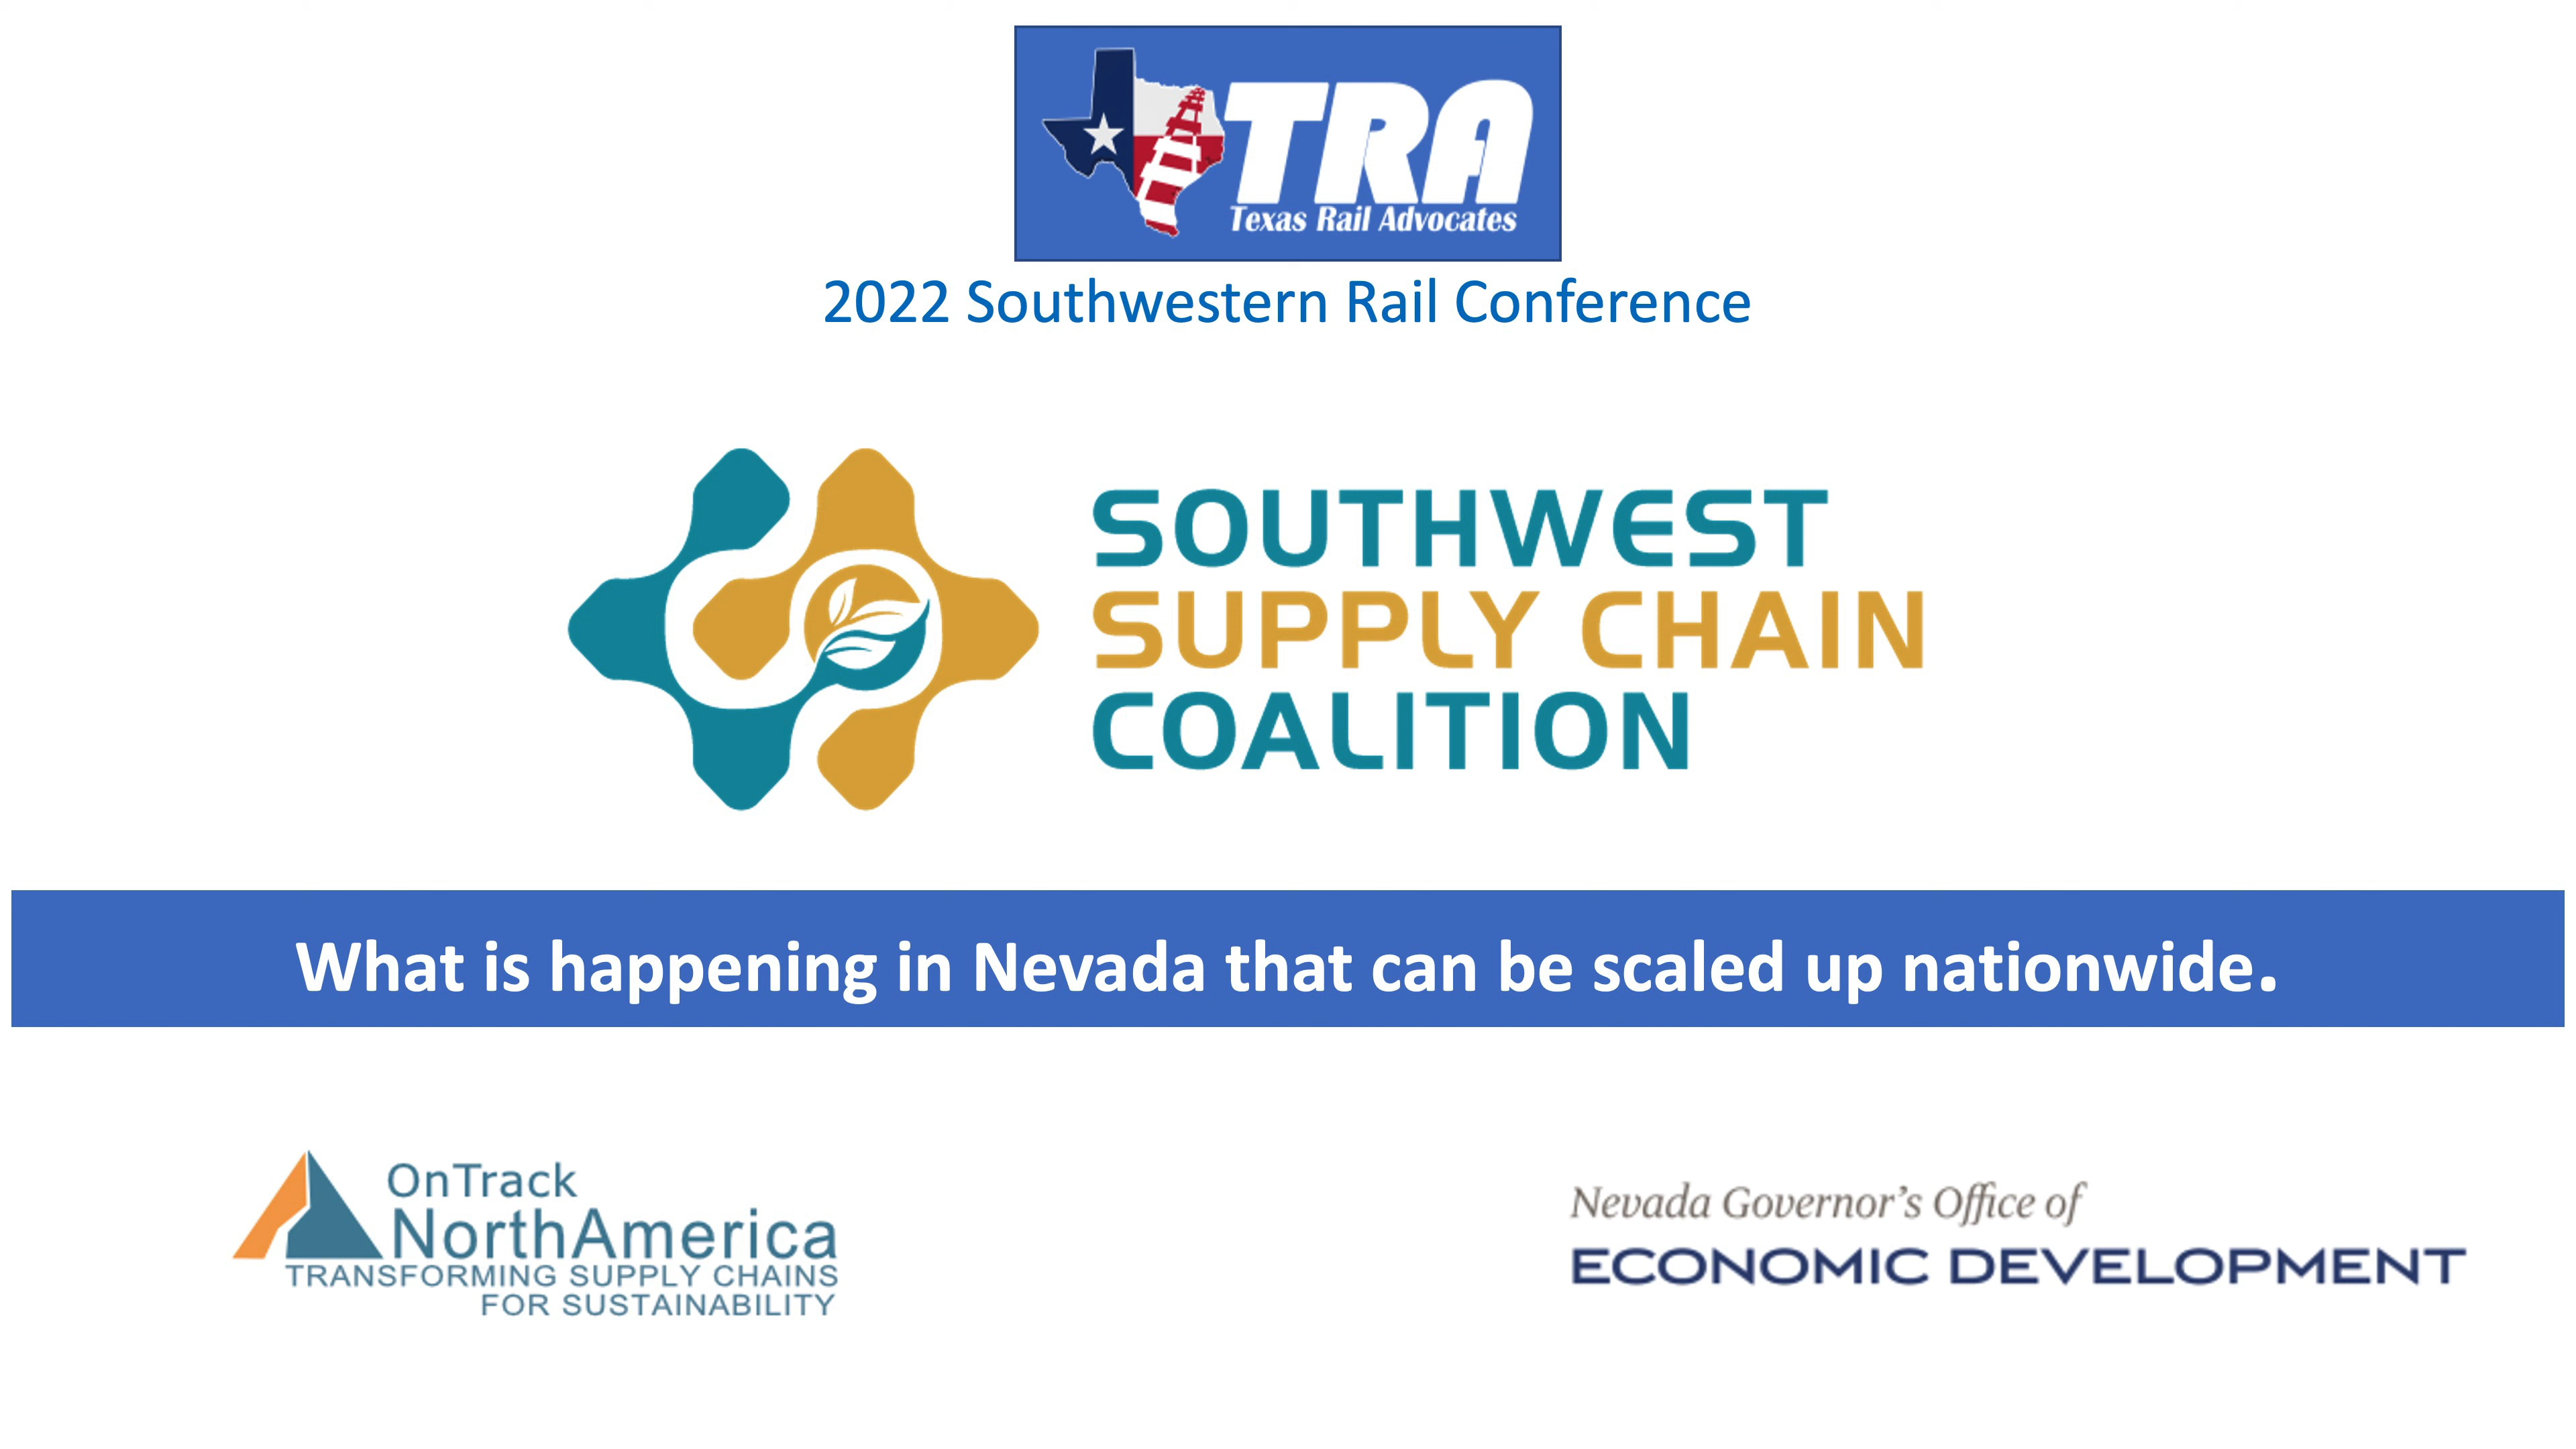 TRA
Texas Rail Advocates
2022 Southwestern Rail Conference
SOUTHWEST
SUPPLY CHAIN
COALITION
What is happening in Nevada that can be scaled up nationwide.
OnTrack
NorthAmerica
TRANSFORMING SUPPLY CHAINS
FOR SUSTAINABILITY
Nevada Governor's Office of
ECONOMIC DEVELOPMENT